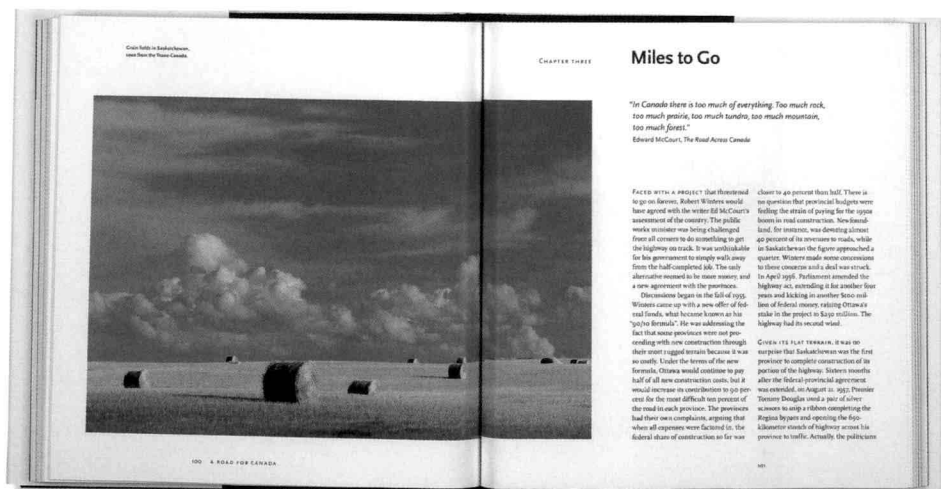 Grain fields in Saskatchewan,
seen from the Trans-Canada.
CHAPTER THREE
Miles to Go
"In Canada there is too much of everything. Too much rock,
too much prairie, too much tundra, too much mountain,
too much forest."
Edward McCourt, The Road Across Canada
FACED WITH A PROJECT that threatened
to go on forever, Robert Winters would
have agreed with the writer Ed McCourt's
assessment of the country. The public
works minister was being challenged
from all corners to do something to get
the highway on track. It was unthinkable
for his government to simply walk away
from the half-completed job. The only
alternative seemed to be more money, and
a new agreement with the provinces.
Discussions began in the fall of 1955.
Winters came up with a new offer of fed-
eral funds, what became known as his
"90/10 formula". He was addressing the
fact that some provinces were not pro-
ceeding with new construction through
their most rugged terrain because it was
so costly. Under the terms of the new
formula, Ottawa would continue to pay
half of all new construction costs, but it
would increase its contribution to 90 per-
cent for the most difficult ten percent of
the road in each province. The provinces
had their own complaints, arguing that
when all expenses were factored in, the
federal share of construction so far was
closer to 40 percent than half. There is
no question that provincial budgets were
feeling the strain of paying for the 1950s
boom in road construction. Newfound-
land, for instance, was devoting almost
40 percent of its revenues to roads, while
in Saskatchewan the figure approached a
quarter. Winters made some concessions
to these concerns and a deal was struck.
In April 1956, Parliament amended the
highway act, extending it for another four
years and kicking in another $100 mil-
lion of federal money, raising Ottawa's
stake in the project to $250 million. The
highway had its second wind.
GIVEN ITS FLAT TERRAIN, it was no
surprise that Saskatchewan was the first
province to complete construction of its
portion of the highway. Sixteen months
after the federal-provincial agreement
was extended, on August 21, 1957, Premier
Tommy Douglas used a pair of silver
scissors to snip a ribbon completing the
Regina bypass and opening the 650-
kilometre stretch of highway across his
province to traffic. Actually, the politicians
100 A ROAD FOR CANADA
101